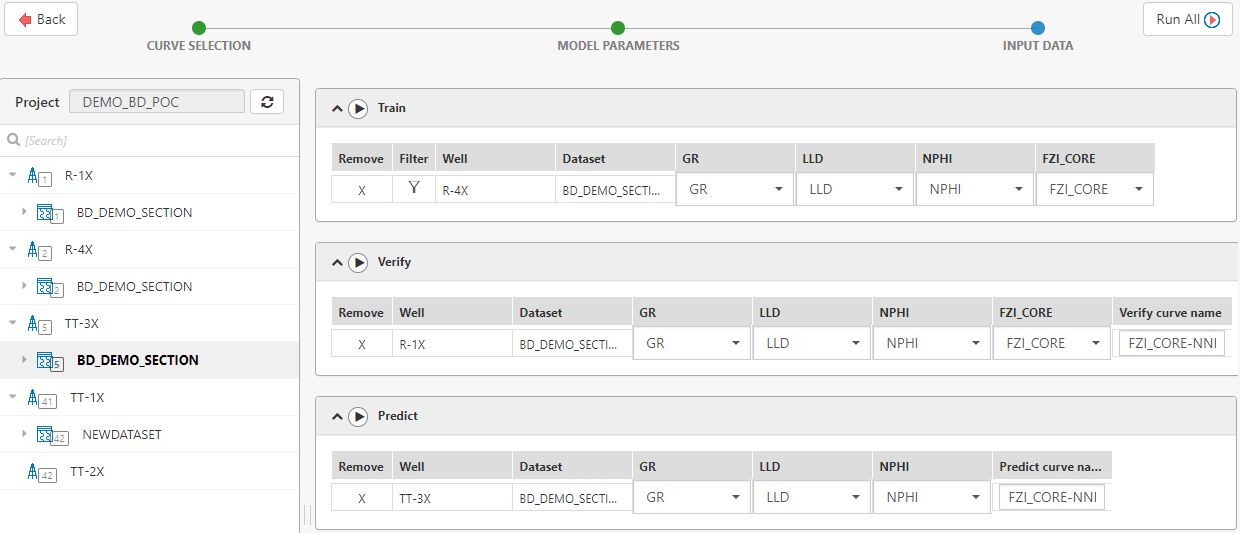 Back
Run All
CURVE SELECTION
MODEL PARAMETERS
INPUT DATA
Project DEMO_BD_POC
[Search]
1 R-1X
1 BD_DEMO_SECTION
2 R-4X
2 BD_DEMO_SECTION
5 TT-3X
5 BD_DEMO_SECTION
41 TT-1X
42 NEWDATASET
42 TT-2X
Train
Remove Filter Well Dataset GR LLD NPHI FZI_CORE
X R-4X BD_DEMO_SECTI... GR LLD NPHI FZI_CORE
Verify
Remove Well Dataset GR LLD NPHI FZI_CORE Verify curve name
X R-1X BD_DEMO_SECTI... GR LLD NPHI FZI_CORE FZI_CORE-NNI
Predict
Remove Well Dataset GR LLD NPHI Predict curve na...
X TT-3X BD_DEMO_SECTI... GR LLD NPHI FZI_CORE-NNI